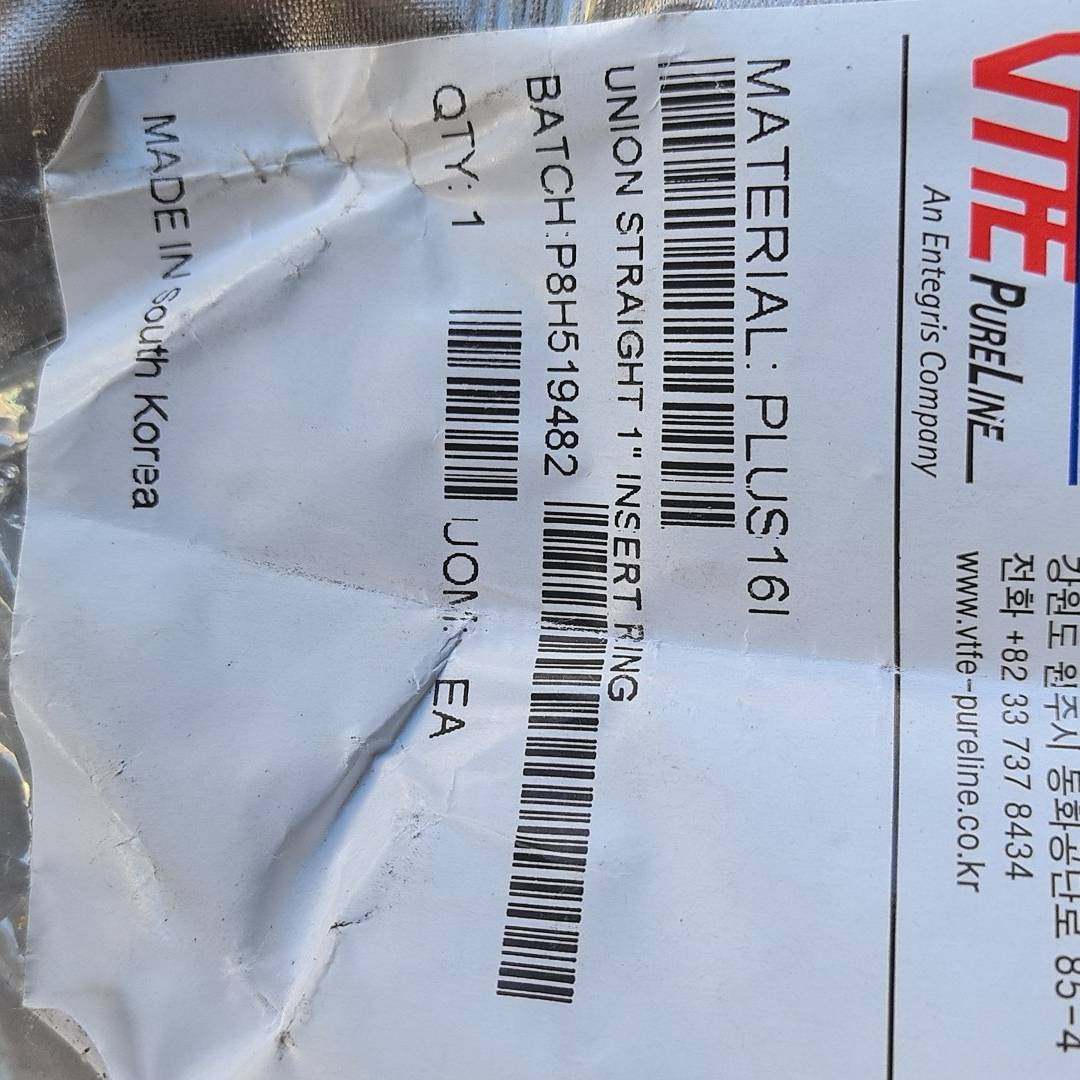 VTFE PURELINE
An Entegris Company
강원도 원주시 동화공단로 85-4
전화 +82 33 737 8434
www.vtfe-pureline.co.kr
MATERIAL: PLUS16I
UNION STRAIGHT 1" INSERT RING
BATCH:P8H519482
QTY: 1 UOM: EA
MADE IN South Korea